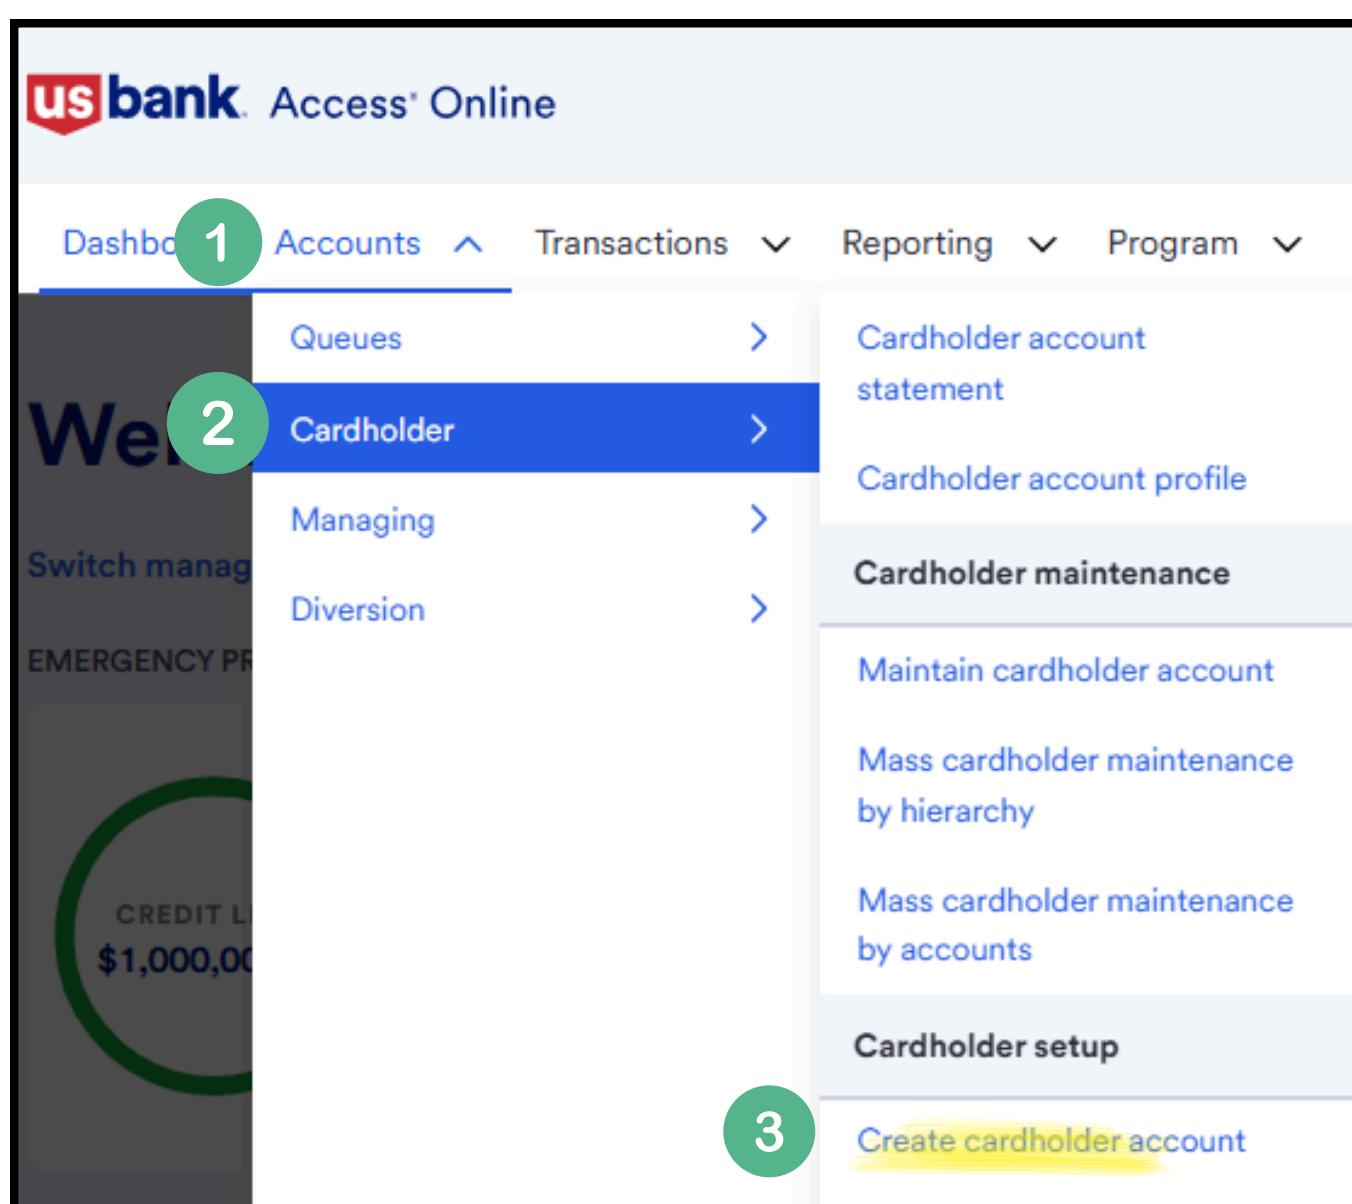 us bank. Access® Online
Dashbo 1 Accounts Transactions Reporting Program
Queues
2 Cardholder
Managing
Diversion
Wel
Switch manag
EMERGENCY PR
CREDIT LI
$1,000,00
Cardholder account
statement
Cardholder account profile
Cardholder maintenance
Maintain cardholder account
Mass cardholder maintenance
by hierarchy
Mass cardholder maintenance
by accounts
Cardholder setup
3 Create cardholder account